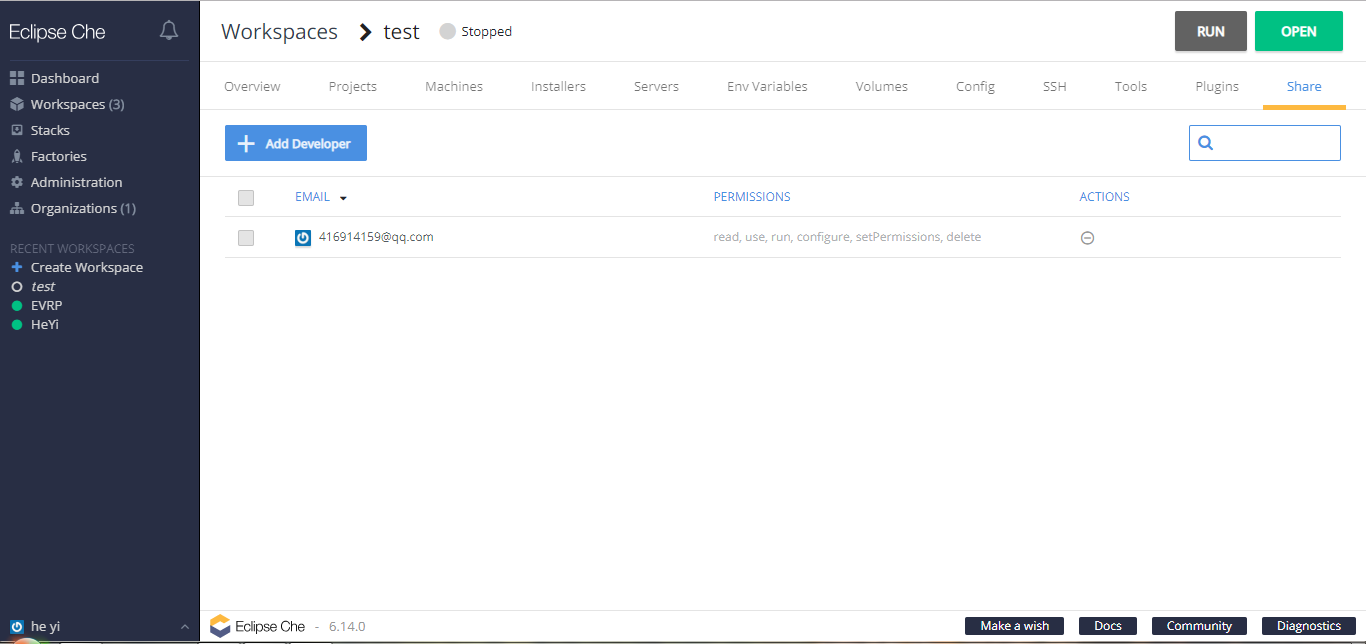 Eclipse Che
Dashboard
Workspaces (3)
Stacks
Factories
Administration
Organizations (1)
RECENT WORKSPACES
Create Workspace
test
EVRP
HeYi
he yi
Workspaces > test Stopped
RUN OPEN
Overview Projects Machines Installers Servers Env Variables Volumes Config SSH Tools Plugins Share
Add Developer
EMAIL PERMISSIONS ACTIONS
416914159@qq.com read, use, run, configure, setPermissions, delete
Eclipse Che - 6.14.0 Make a wish Docs Community Diagnostics